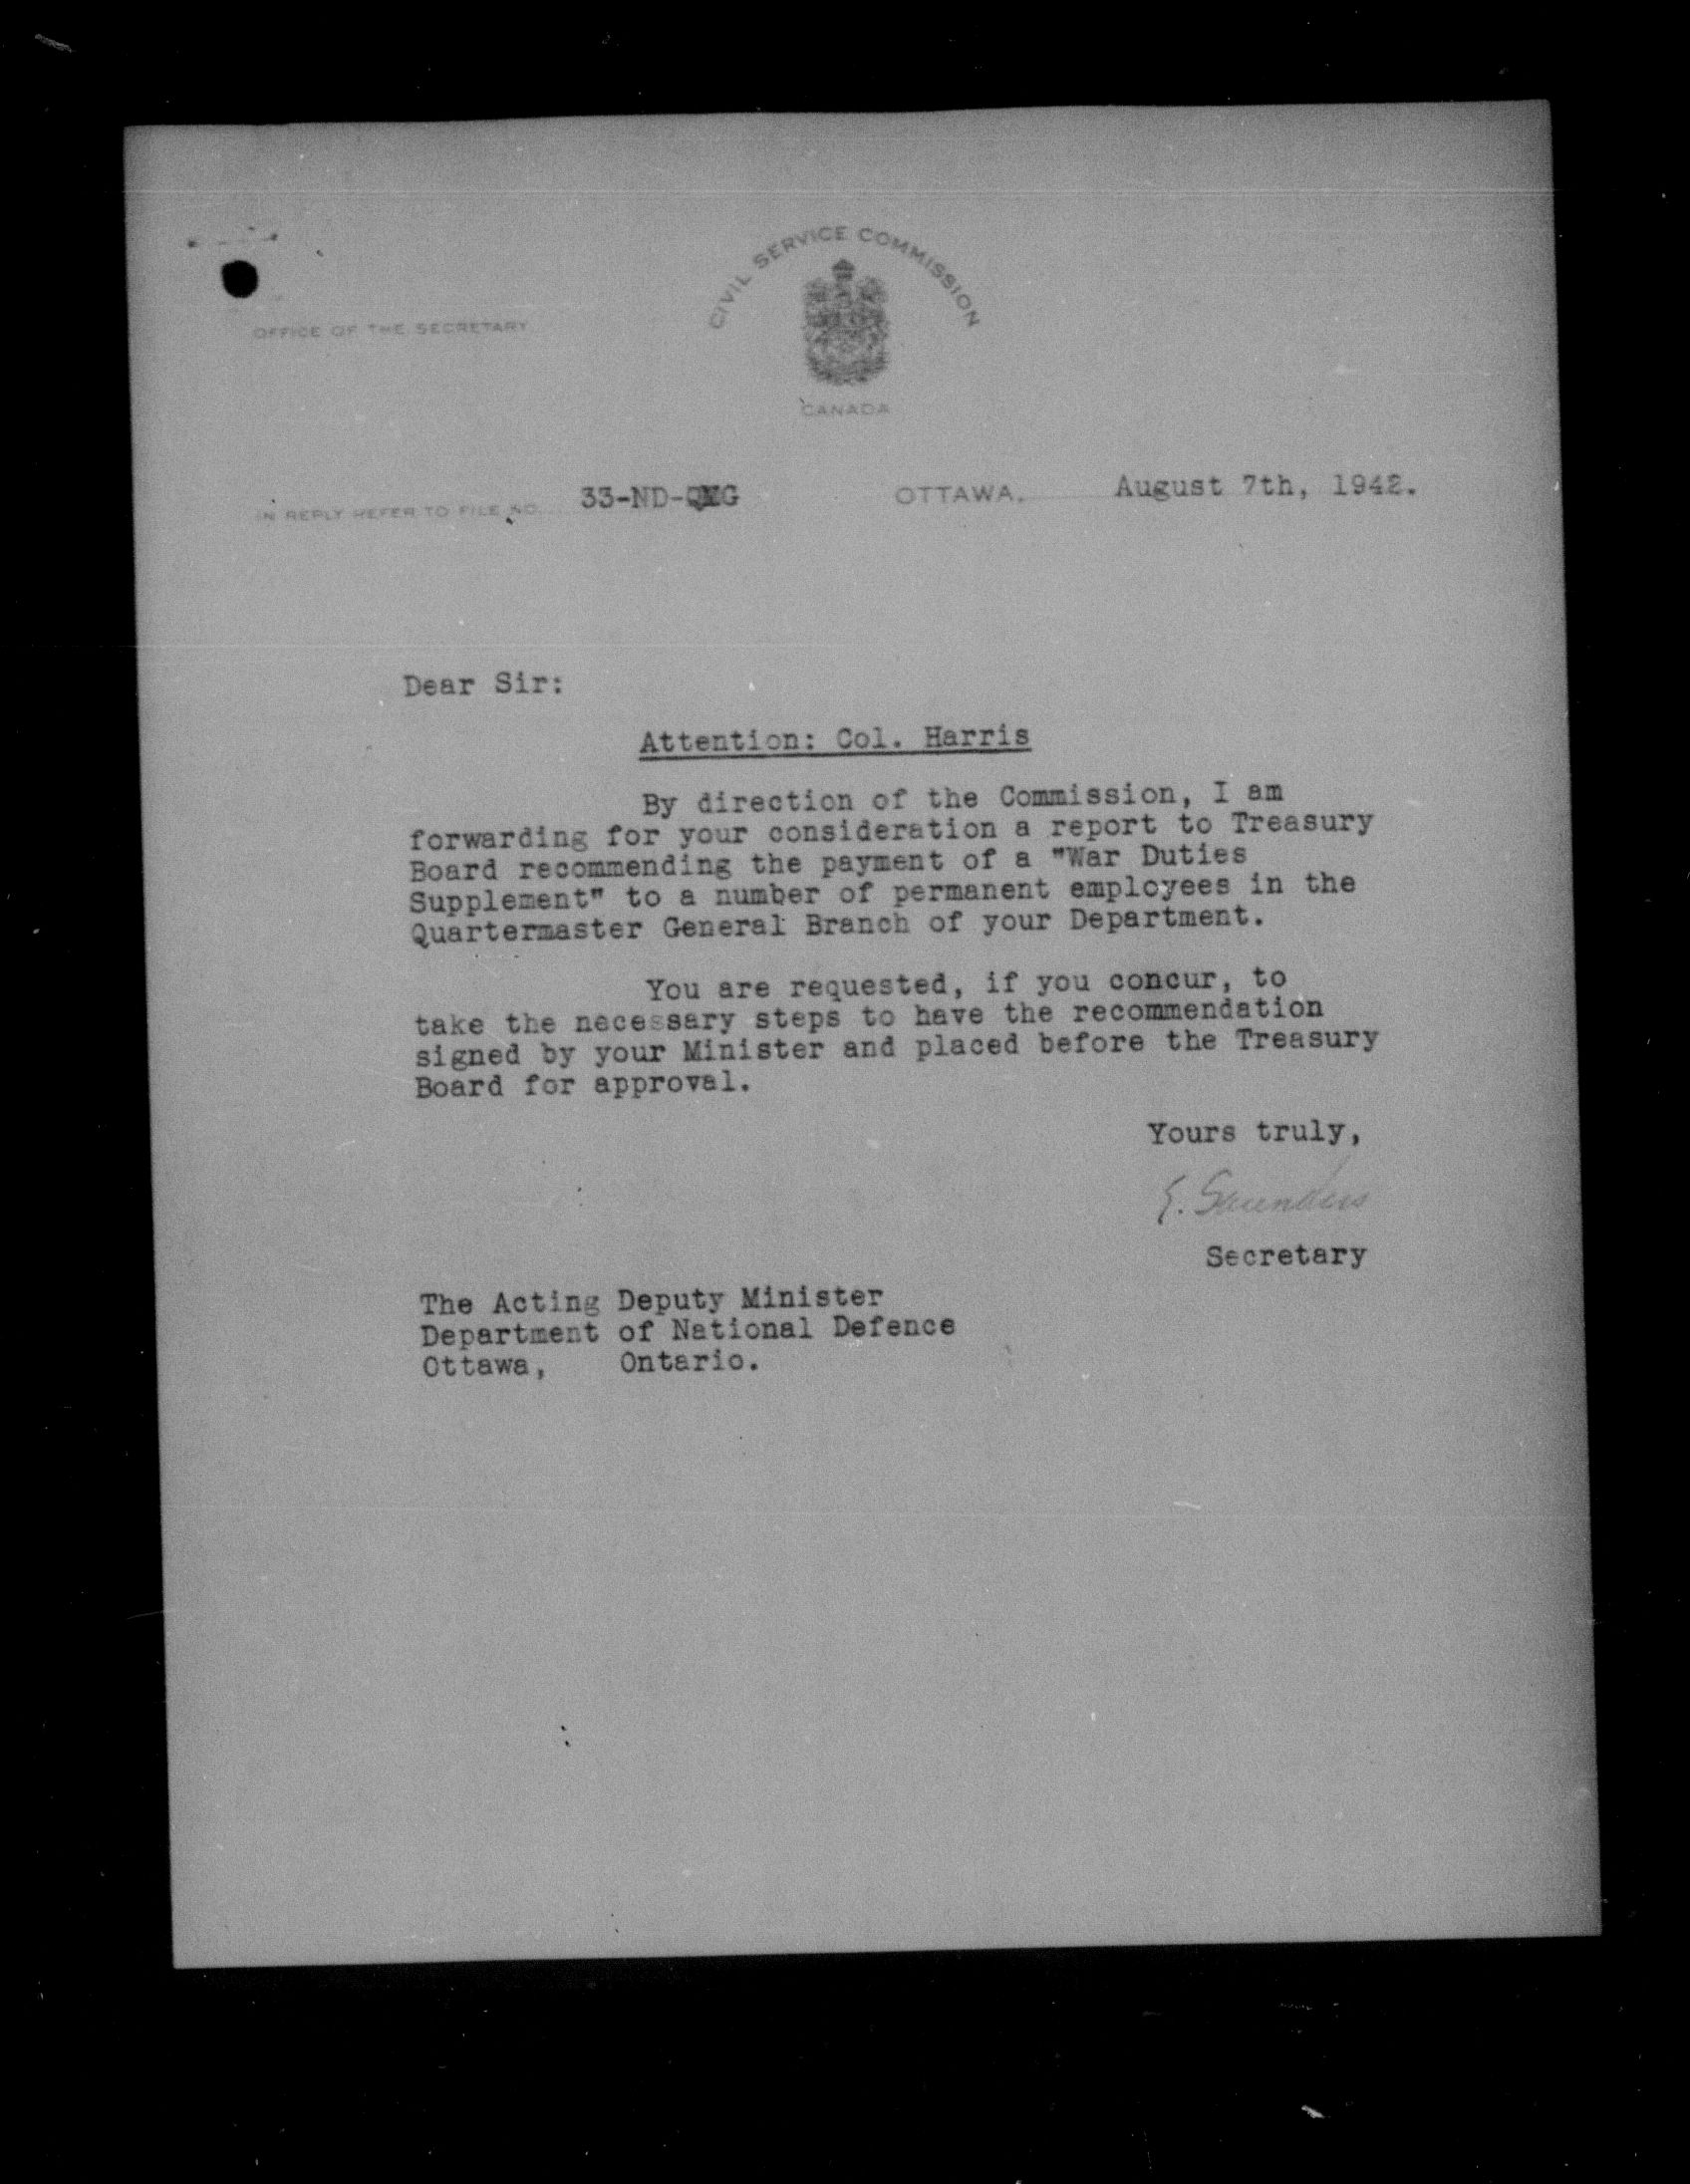 CIVIL SERVICE COMMISSION
CANADA
OFFICE OF THE SECRETARY
IN REPLY REFER TO FILE NO. 33-ND-QMG
OTTAWA, August 7th, 1942.
Dear Sir:
Attention: Col. Harris
By direction of the Commission, I am
forwarding for your consideration a report to Treasury
Board recommending the payment of a "War Duties
Supplement" to a number of permanent employees in the
Quartermaster General Branch of your Department.
You are requested, if you concur, to
take the necessary steps to have the recommendation
signed by your Minister and placed before the Treasury
Board for approval.
Yours truly,
Saunders
Secretary
The Acting Deputy Minister
Department of National Defence
Ottawa, Ontario.